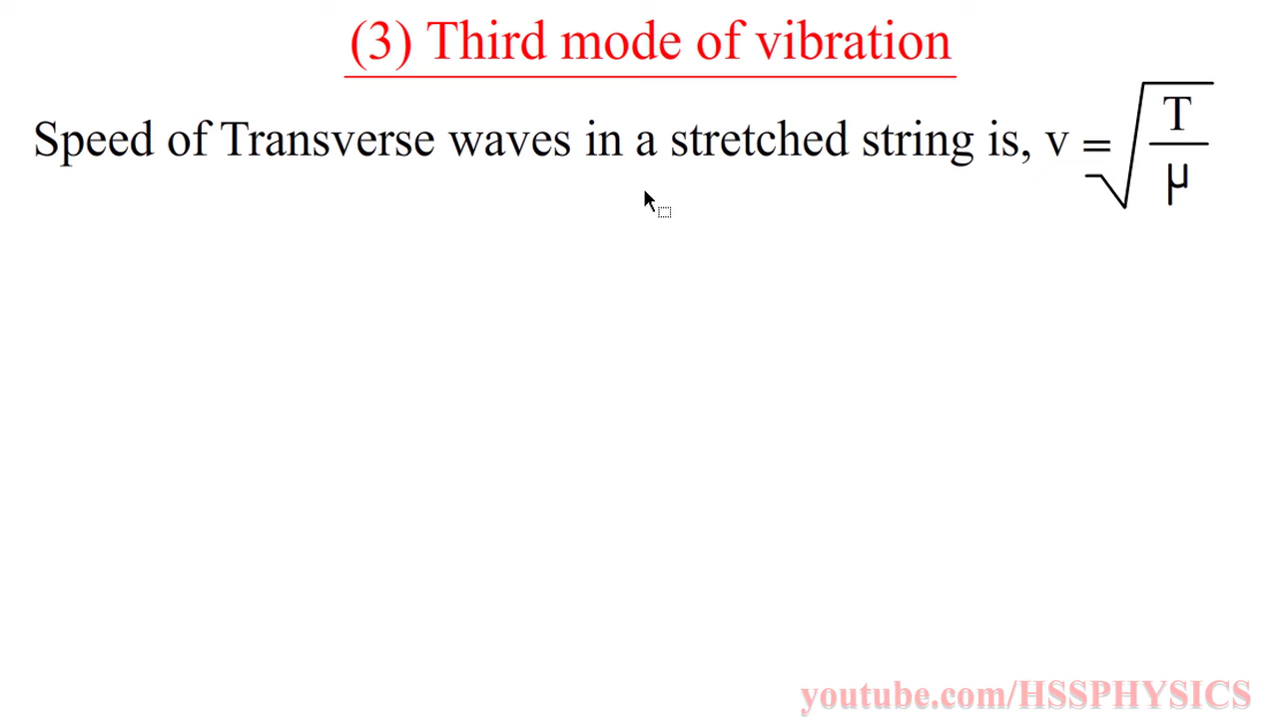 (3) Third mode of vibration
Speed of Transverse waves in a stretched string is, v = √(T/μ)
youtube.com/HSSPHYSICS